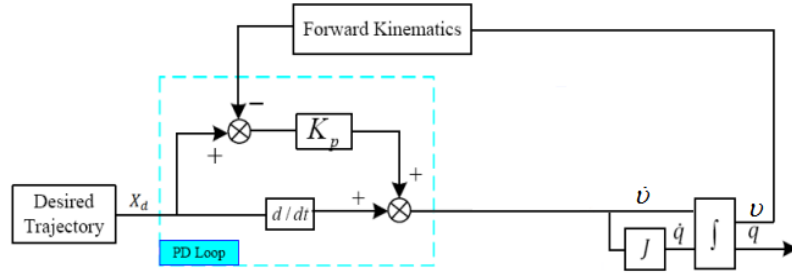 Forward Kinematics
−
K_p
+
+
Desired
Trajectory
X_d
d/dt
+
υ̇
υ
J
q̇
∫
q
PD Loop